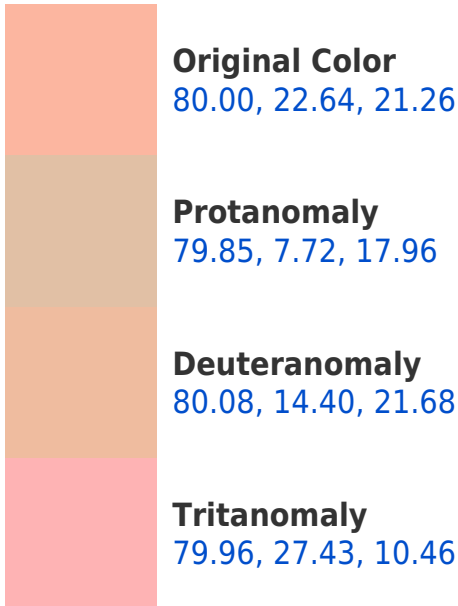 Original Color
80.00, 22.64, 21.26
Protanomaly
79.85, 7.72, 17.96
Deuteranomaly
80.08, 14.40, 21.68
Tritanomaly
79.96, 27.43, 10.46